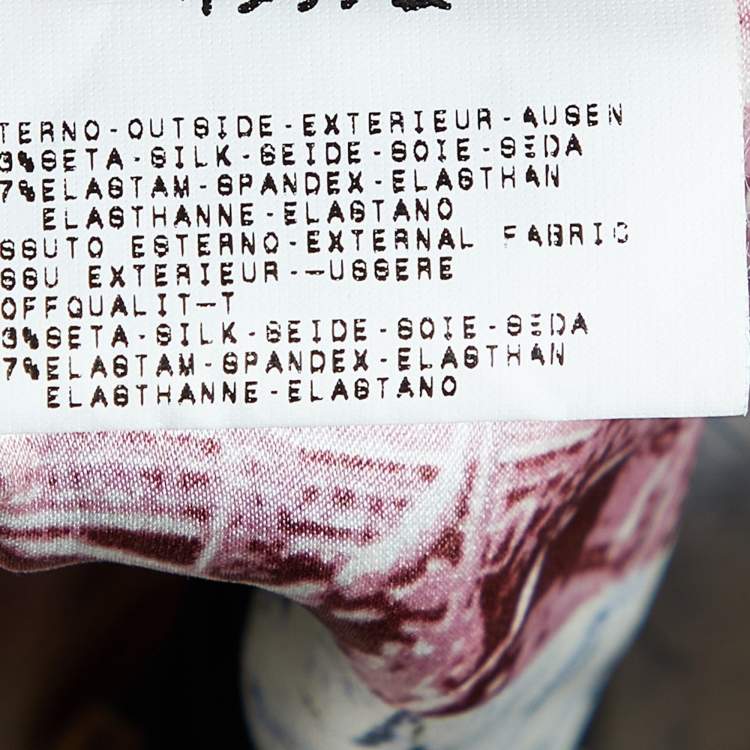 TERNO-OUTSIDE-EXTERIEUR-AUSEN
3%SETA-SILK-SEIDE-SOIE-SEDA
7%ELASTAM-SPANDEX-ELASTHAN
ELASTHANNE-ELASTANO
SSUTO ESTERNO-EXTERNAL FABRIC
SSU EXTERIEUR-—USSERE
OFFQUALIT—T
3%SETA-SILK-SEIDE-SOIE-SEDA
7%ELASTAM-SPANDEX-ELASTHAN
ELASTHANNE-ELASTANO